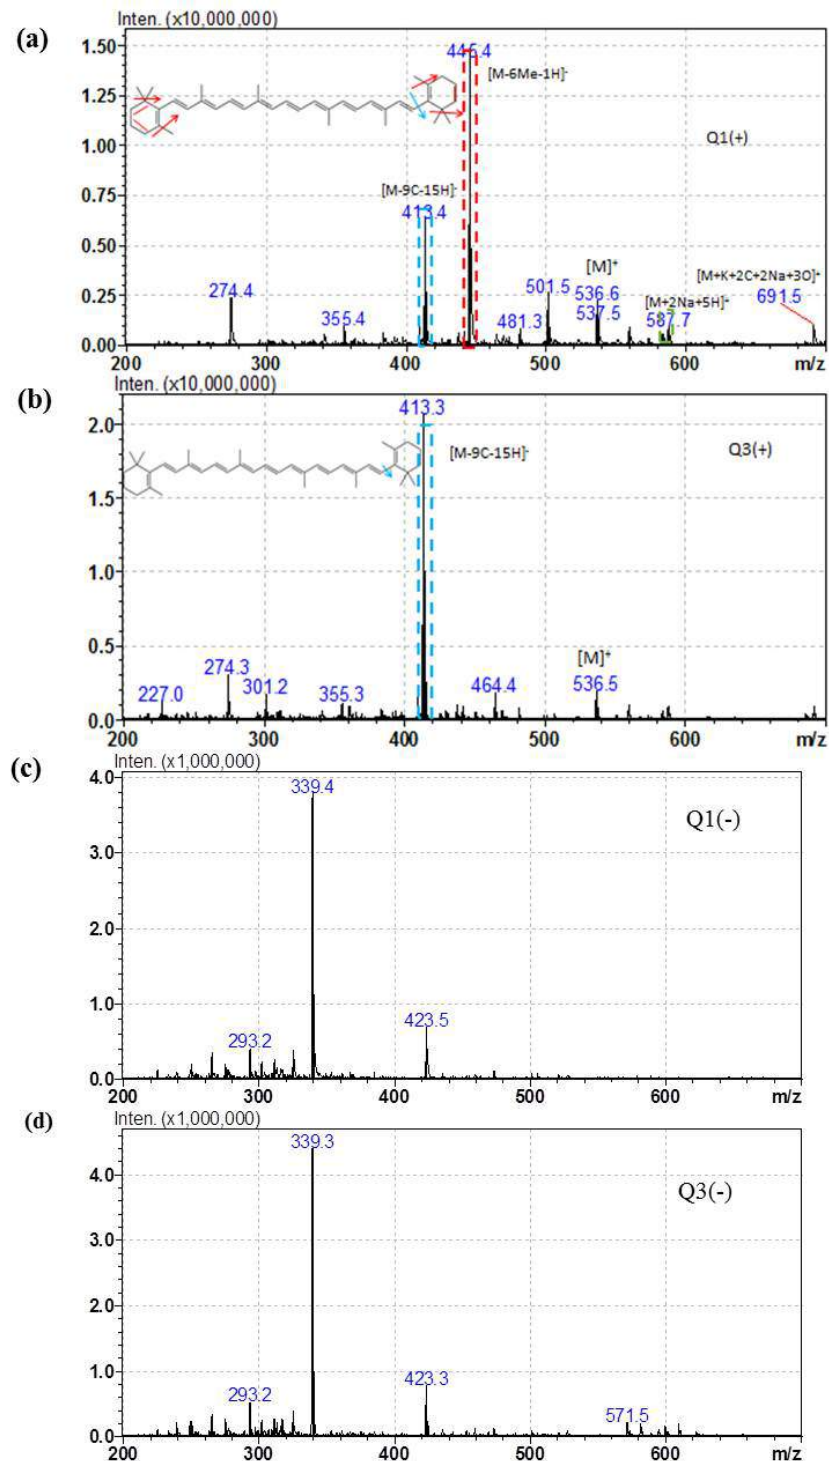 (a)
Inten. (x10,000,000)
1.50
1.25
1.00
0.75
0.50
0.25
0.00
445.4
[M-6Me-1H]-
Q1(+)
[M-9C-15H]-
413.4
274.4
355.4
481.3
501.5
[M]+
536.6
537.5
[M+2Na+5H]+
587.7
[M+K+2C+2Na+3O]+
691.5
200 300 400 500 600 m/z
(b)
Inten. (x10,000,000)
2.0
1.5
1.0
0.5
0.0
413.3
[M-9C-15H]-
Q3(+)
227.0
274.3
301.2
355.3
464.4
[M]+
536.5
200 300 400 500 600 m/z
(c)
Inten. (x1,000,000)
4.0
3.0
2.0
1.0
0.0
339.4
Q1(-)
293.2
423.5
200 300 400 500 600 m/z
(d)
Inten. (x1,000,000)
4.0
3.0
2.0
1.0
0.0
339.3
Q3(-)
293.2
423.3
571.5
200 300 400 500 600 m/z